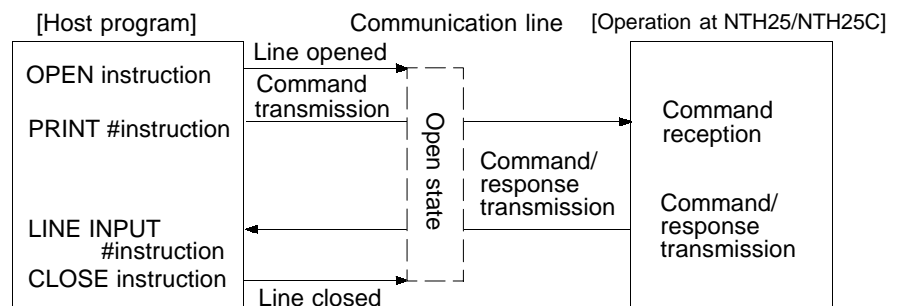 [Host program]
Communication line
[Operation at NTH25/NTH25C]
OPEN instruction
Line opened
Command
transmission
PRINT #instruction
Open state
Command
reception
Command/
response
transmission
Command/
response
transmission
LINE INPUT
#instruction
CLOSE instruction
Line closed